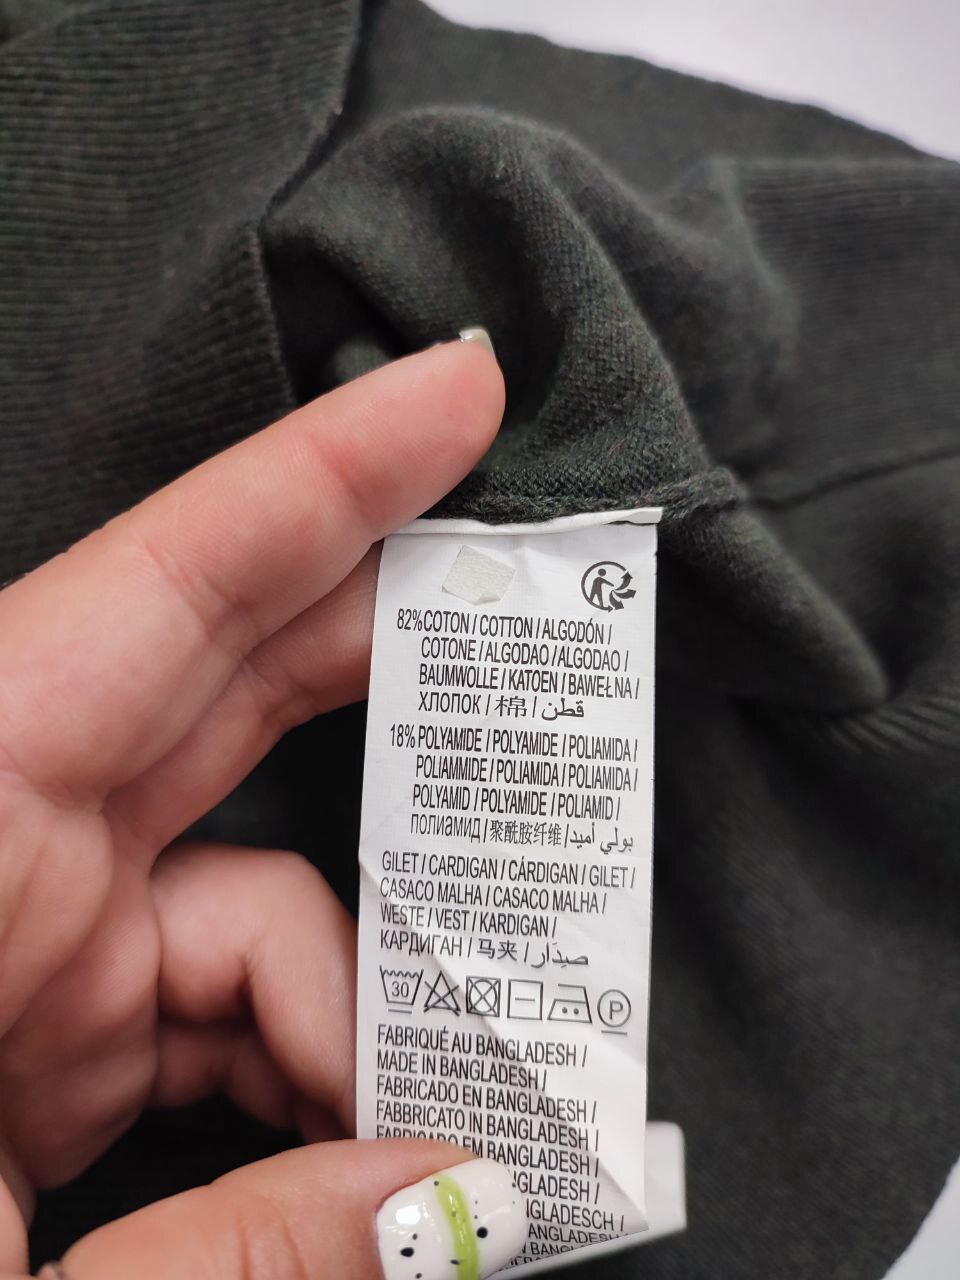 82%COTON / COTTON / ALGODÓN /
COTONE / ALGODAO / ALGODAO /
BAUMWOLLE / KATOEN / BAWEŁNA /
ХЛОПОК / 棉 / قطن
18% POLYAMIDE / POLYAMIDE / POLIAMIDA /
POLIAMMIDE / POLIAMIDA / POLIAMIDA /
POLYAMID / POLYAMIDE / POLIAMID /
ПОЛИАМИД / 聚酰胺纤维 / بولي أميد
GILET / CARDIGAN / CÁRDIGAN / GILET /
CASACO MALHA / CASACO MALHA /
WESTE / VEST / KARDIGAN /
КАРДИГАН / 马夹 / صِدَار
30 P
FABRIQUÉ AU BANGLADESH /
MADE IN BANGLADESH /
FABRICADO EN BANGLADESH /
FABBRICATO IN BANGLADESH /
FABRICADO EM BANGLADESH /